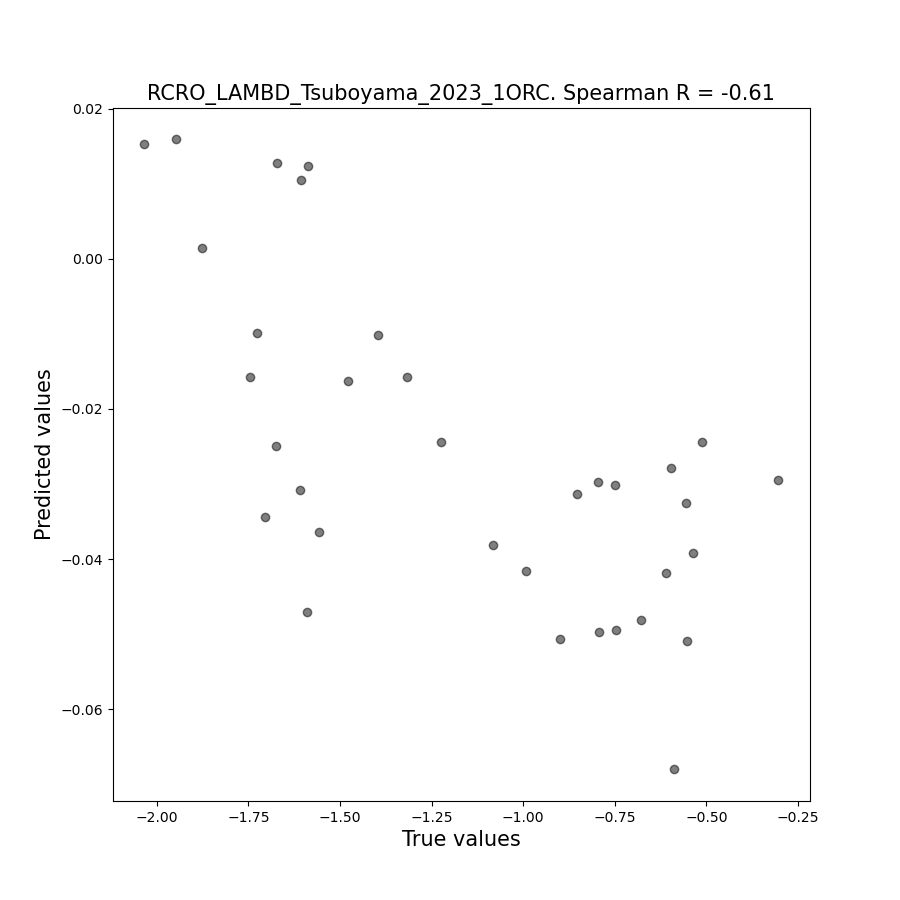 RCRO_LAMBD_Tsuboyama_2023_1ORC. Spearman R = -0.61
0.02
0.00
−0.02
−0.04
−0.06
Predicted values
−2.00 −1.75 −1.50 −1.25 −1.00 −0.75 −0.50 −0.25
True values